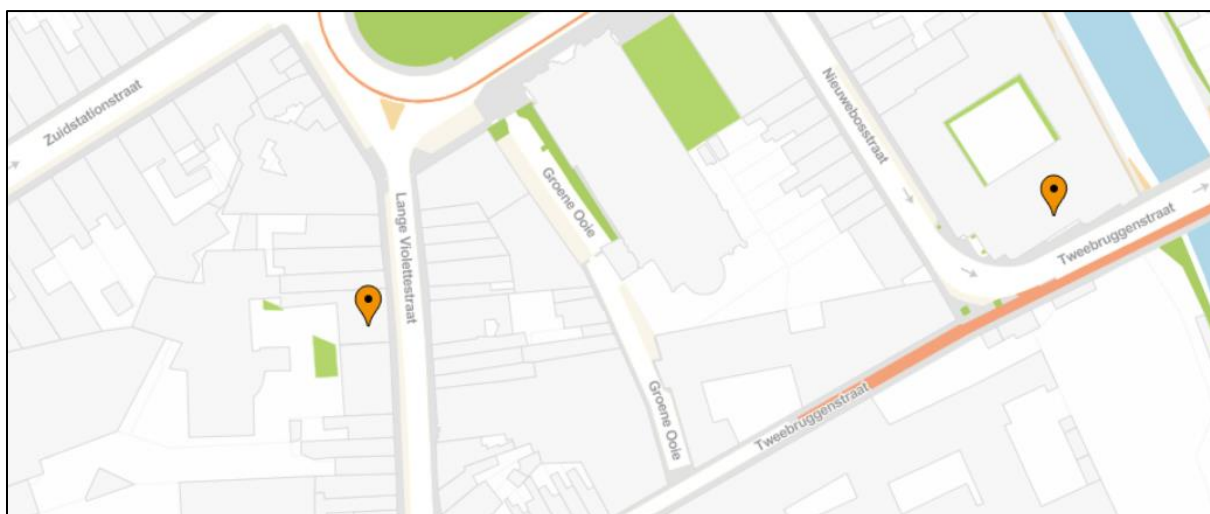 Zuidstationstraat
Lange Violettestraat
Groene Ooie
Groene Ooie
Nieuwebosstraat
Tweebruggenstraat
Tweebruggenstraat